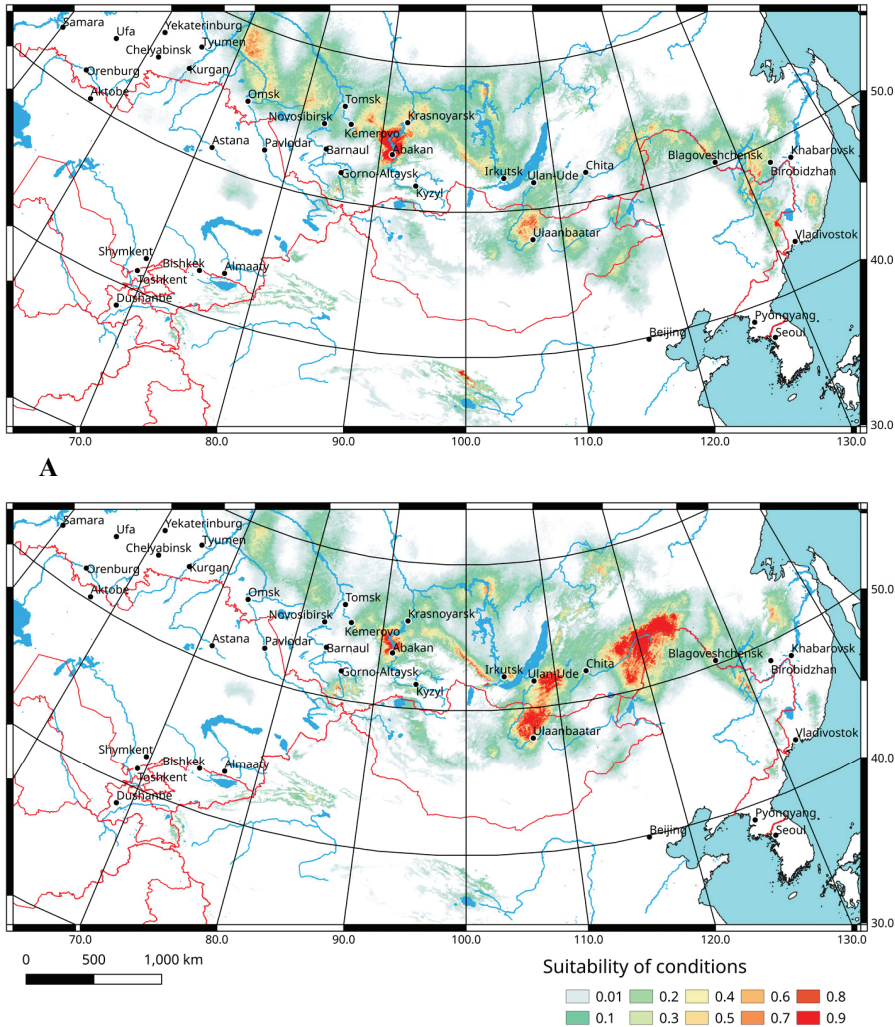 Samara
Ufa
Yekaterinburg
Tyumen
Chelyabinsk
Orenburg
Kurgan
Aktobe
Omsk
Tomsk
Novosibirsk
Krasnoyarsk
Kemerovo
Astana
Pavlodar
Barnaul
Abakan
Gorno-Altaysk
Kyzyl
Irkutsk
Ulan-Ude
Chita
Blagoveshchensk
Khabarovsk
Birobidzhan
Ulaanbaatar
Vladivostok
Shymkent
Bishkek
Almaaty
Toshkent
Dushanbe
Beijing
Pyongyang
Seoul
50.0
40.0
30.0
70.0 80.0 90.0 100.0 110.0 120.0 130.0
A
Samara
Ufa
Yekaterinburg
Tyumen
Chelyabinsk
Orenburg
Kurgan
Aktobe
Omsk
Tomsk
Novosibirsk
Krasnoyarsk
Kemerovo
Astana
Pavlodar
Barnaul
Abakan
Gorno-Altaysk
Kyzyl
Irkutsk
Ulan-Ude
Chita
Blagoveshchensk
Khabarovsk
Birobidzhan
Ulaanbaatar
Vladivostok
Shymkent
Bishkek
Almaaty
Toshkent
Dushanbe
Beijing
Pyongyang
Seoul
50.0
40.0
30.0
70.0 80.0 90.0 100.0 110.0 120.0 130.0
0 500 1,000 km
Suitability of conditions
0.01 0.2 0.4 0.6 0.8
0.1 0.3 0.5 0.7 0.9